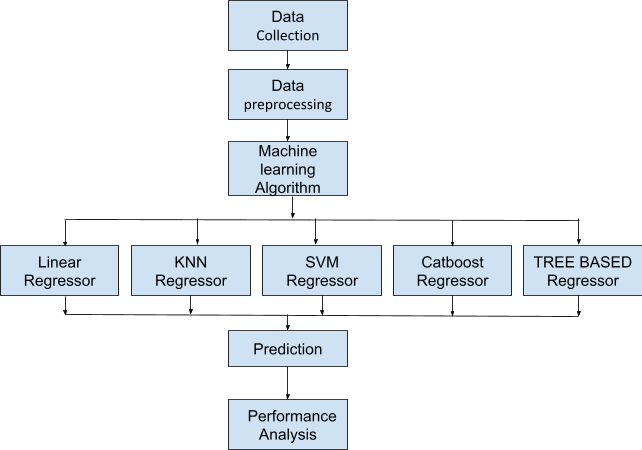 Data
Collection
Data
preprocessing
Machine
learning
Algorithm
Linear
Regressor
KNN
Regressor
SVM
Regressor
Catboost
Regressor
TREE BASED
Regressor
Prediction
Performance
Analysis